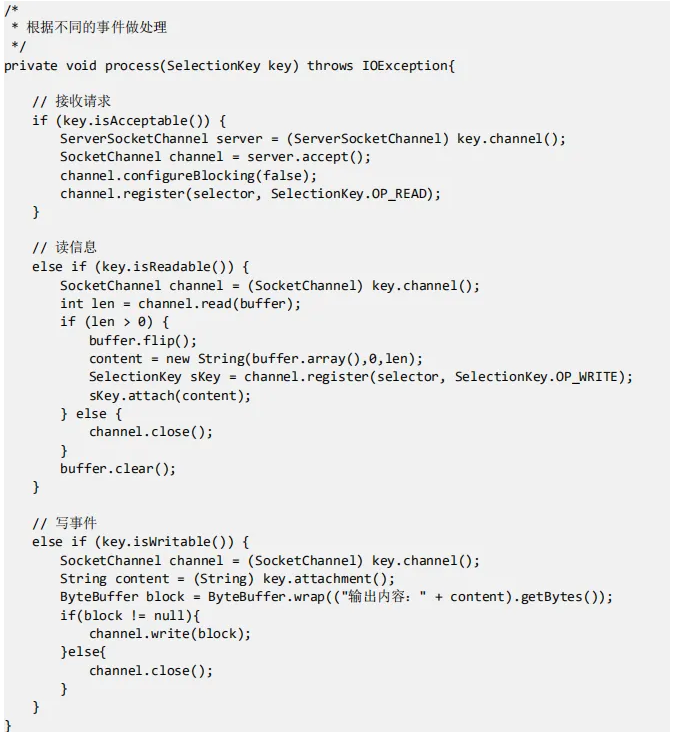 /*
 * 根据不同的事件做处理
 */
private void process(SelectionKey key) throws IOException{

    // 接收请求
    if (key.isAcceptable()) {
        ServerSocketChannel server = (ServerSocketChannel) key.channel();
        SocketChannel channel = server.accept();
        channel.configureBlocking(false);
        channel.register(selector, SelectionKey.OP_READ);
    }

    // 读信息
    else if (key.isReadable()) {
        SocketChannel channel = (SocketChannel) key.channel();
        int len = channel.read(buffer);
        if (len > 0) {
            buffer.flip();
            content = new String(buffer.array(),0,len);
            SelectionKey sKey = channel.register(selector, SelectionKey.OP_WRITE);
            sKey.attach(content);
        } else {
            channel.close();
        }
        buffer.clear();
    }

    // 写事件
    else if (key.isWritable()) {
        SocketChannel channel = (SocketChannel) key.channel();
        String content = (String) key.attachment();
        ByteBuffer block = ByteBuffer.wrap(("输出内容：" + content).getBytes());
        if(block != null){
            channel.write(block);
        }else{
            channel.close();
        }
    }
}